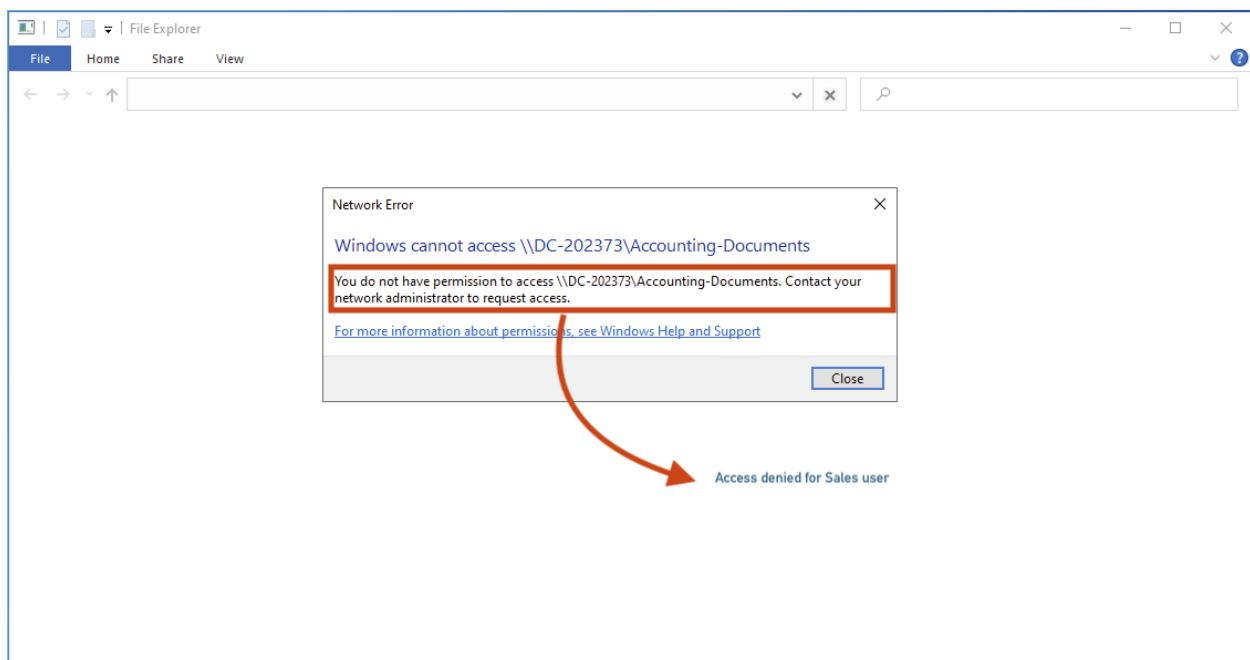 File Explorer
File Home Share View
?
Network Error
Windows cannot access \\DC-202373\Accounting-Documents
You do not have permission to access \\DC-202373\Accounting-Documents. Contact your
network administrator to request access.
For more information about permissions, see Windows Help and Support
Close
Access denied for Sales user